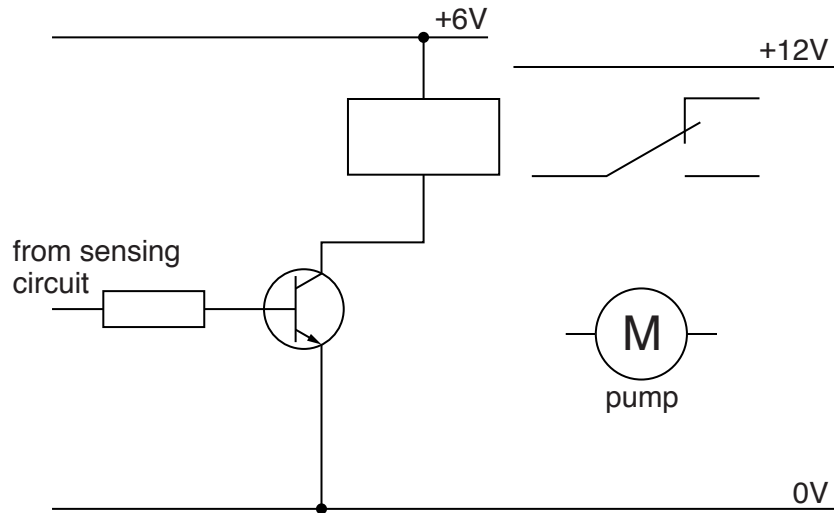 +6V
+12V
from sensing
circuit
M
pump
0V